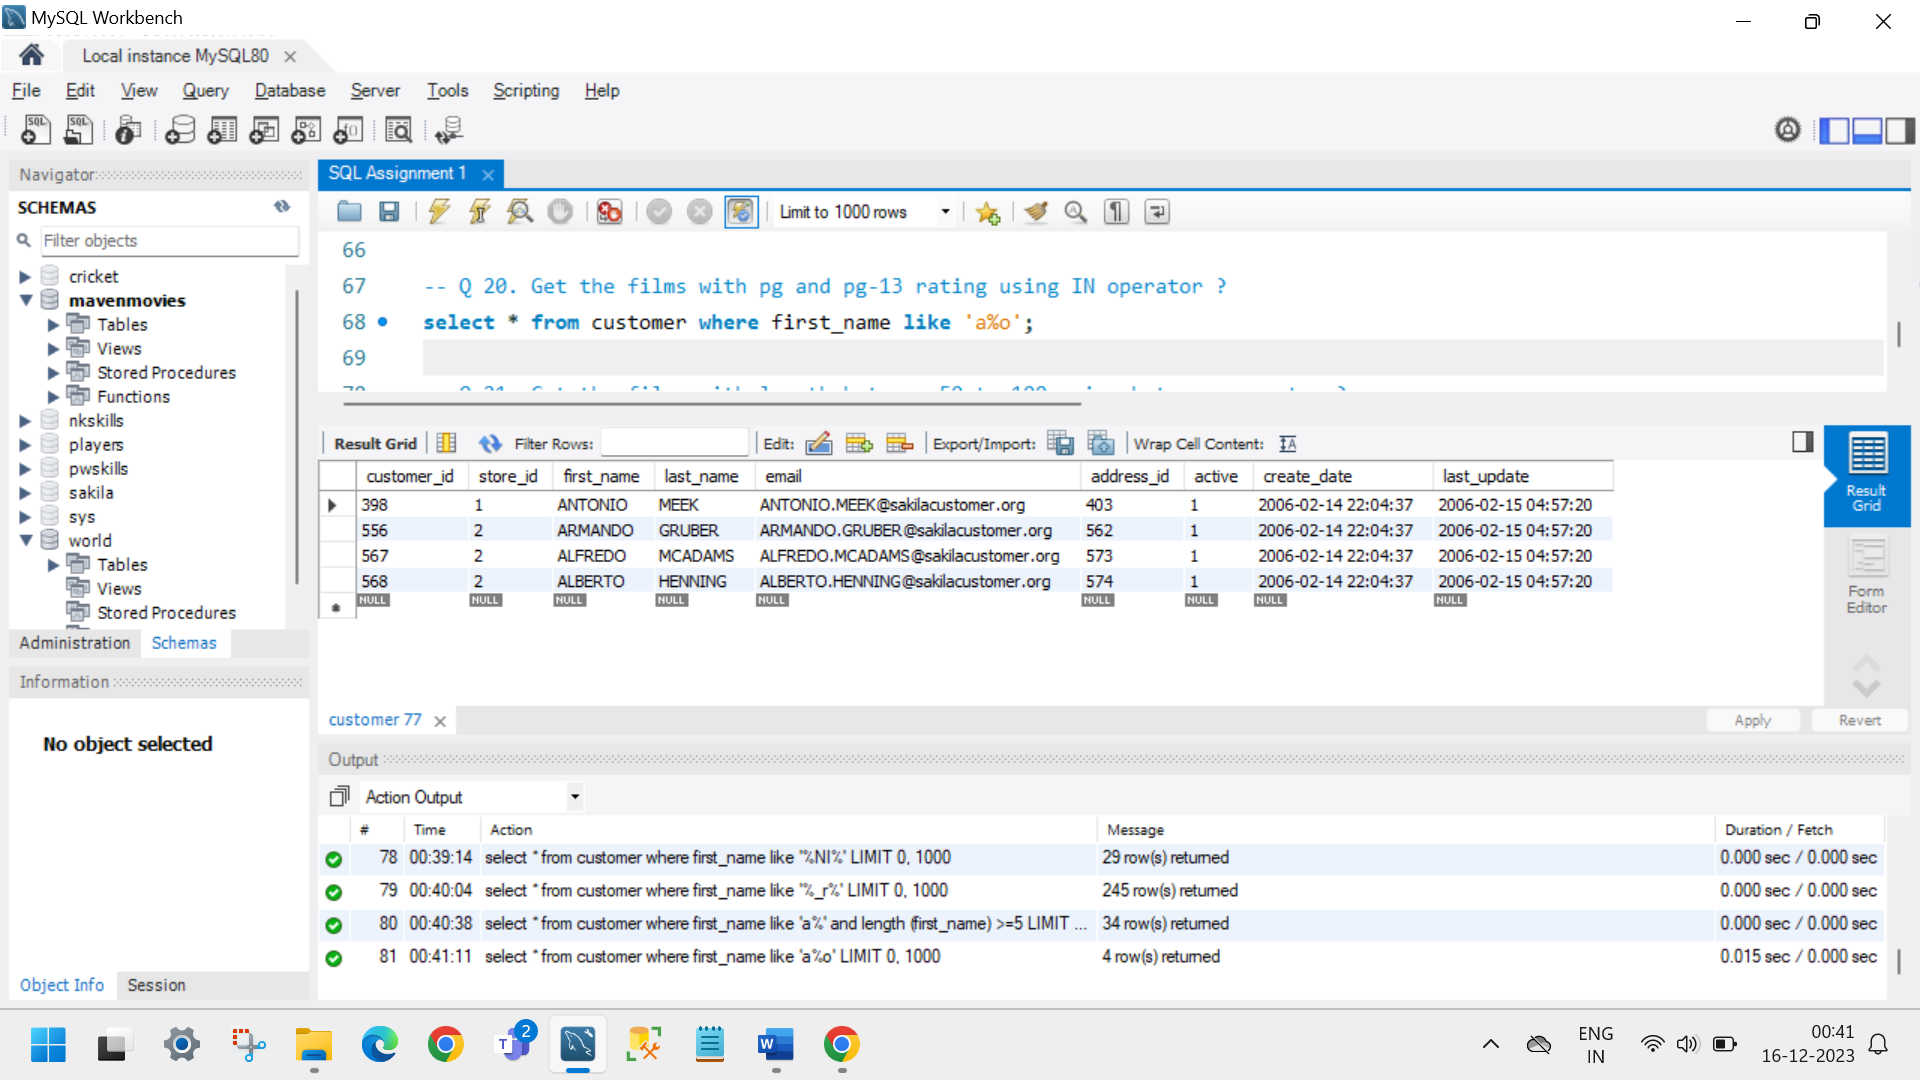 MySQL Workbench
Local instance MySQL80
File Edit View Query Database Server Tools Scripting Help
Navigator
SCHEMAS
Filter objects
cricket
mavenmovies
Tables
Views
Stored Procedures
Functions
nkskills
players
pwskills
sakila
sys
world
Tables
Views
Stored Procedures
Administration Schemas
Information
No object selected
Object Info Session
SQL Assignment 1
Limit to 1000 rows
66
67 -- Q 20. Get the films with pg and pg-13 rating using IN operator ?
68 select * from customer where first_name like 'a%o';
69
Result Grid Filter Rows: Edit: Export/Import: Wrap Cell Content:
customer_id store_id first_name last_name email address_id active create_date last_update
398 1 ANTONIO MEEK ANTONIO.MEEK@sakilacustomer.org 403 1 2006-02-14 22:04:37 2006-02-15 04:57:20
556 2 ARMANDO GRUBER ARMANDO.GRUBER@sakilacustomer.org 562 1 2006-02-14 22:04:37 2006-02-15 04:57:20
567 2 ALFREDO MCADAMS ALFREDO.MCADAMS@sakilacustomer.org 573 1 2006-02-14 22:04:37 2006-02-15 04:57:20
568 2 ALBERTO HENNING ALBERTO.HENNING@sakilacustomer.org 574 1 2006-02-14 22:04:37 2006-02-15 04:57:20
NULL NULL NULL NULL NULL NULL NULL NULL NULL
Result
Grid
Form
Editor
customer 77
Apply Revert
Output
Action Output
# Time Action Message Duration / Fetch
78 00:39:14 select * from customer where first_name like '%NI%' LIMIT 0, 1000 29 row(s) returned 0.000 sec / 0.000 sec
79 00:40:04 select * from customer where first_name like '%_r%' LIMIT 0, 1000 245 row(s) returned 0.000 sec / 0.000 sec
80 00:40:38 select * from customer where first_name like 'a%' and length (first_name) >=5 LIMIT ... 34 row(s) returned 0.000 sec / 0.000 sec
81 00:41:11 select * from customer where first_name like 'a%o' LIMIT 0, 1000 4 row(s) returned 0.015 sec / 0.000 sec
2
ENG
IN
00:41
16-12-2023